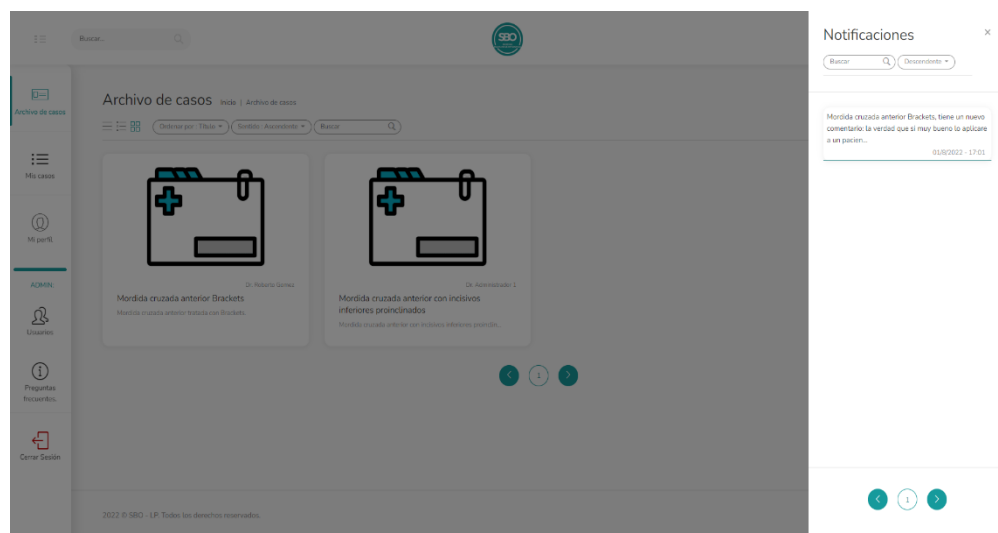 Buscar...
SBO
Archivo de casos
Mis casos
Mi perfil
ADMIN:
Usuarios
Preguntas
frecuentes.
Cerrar Sesión
Archivo de casos Inicio | Archivo de casos
Ordenar por : Título Sentido : Ascendente Buscar
Dr. Roberto Gomez
Mordida cruzada anterior Brackets
Mordida cruzada anterior tratada con Brackets
Dr. Administrador 1
Mordida cruzada anterior con incisivos
inferiores proinclinados
Mordida cruzada anterior con incisivos inferiores proinclin..
1
2022 © SBO - LP. Todos los derechos reservados.
Notificaciones ×
Buscar Descendente
Mordida cruzada anterior Brackets, tiene un nuevo
comentario: la verdad que si muy bueno lo aplicare
a un pacien...
01/8/2022 - 17:01
1